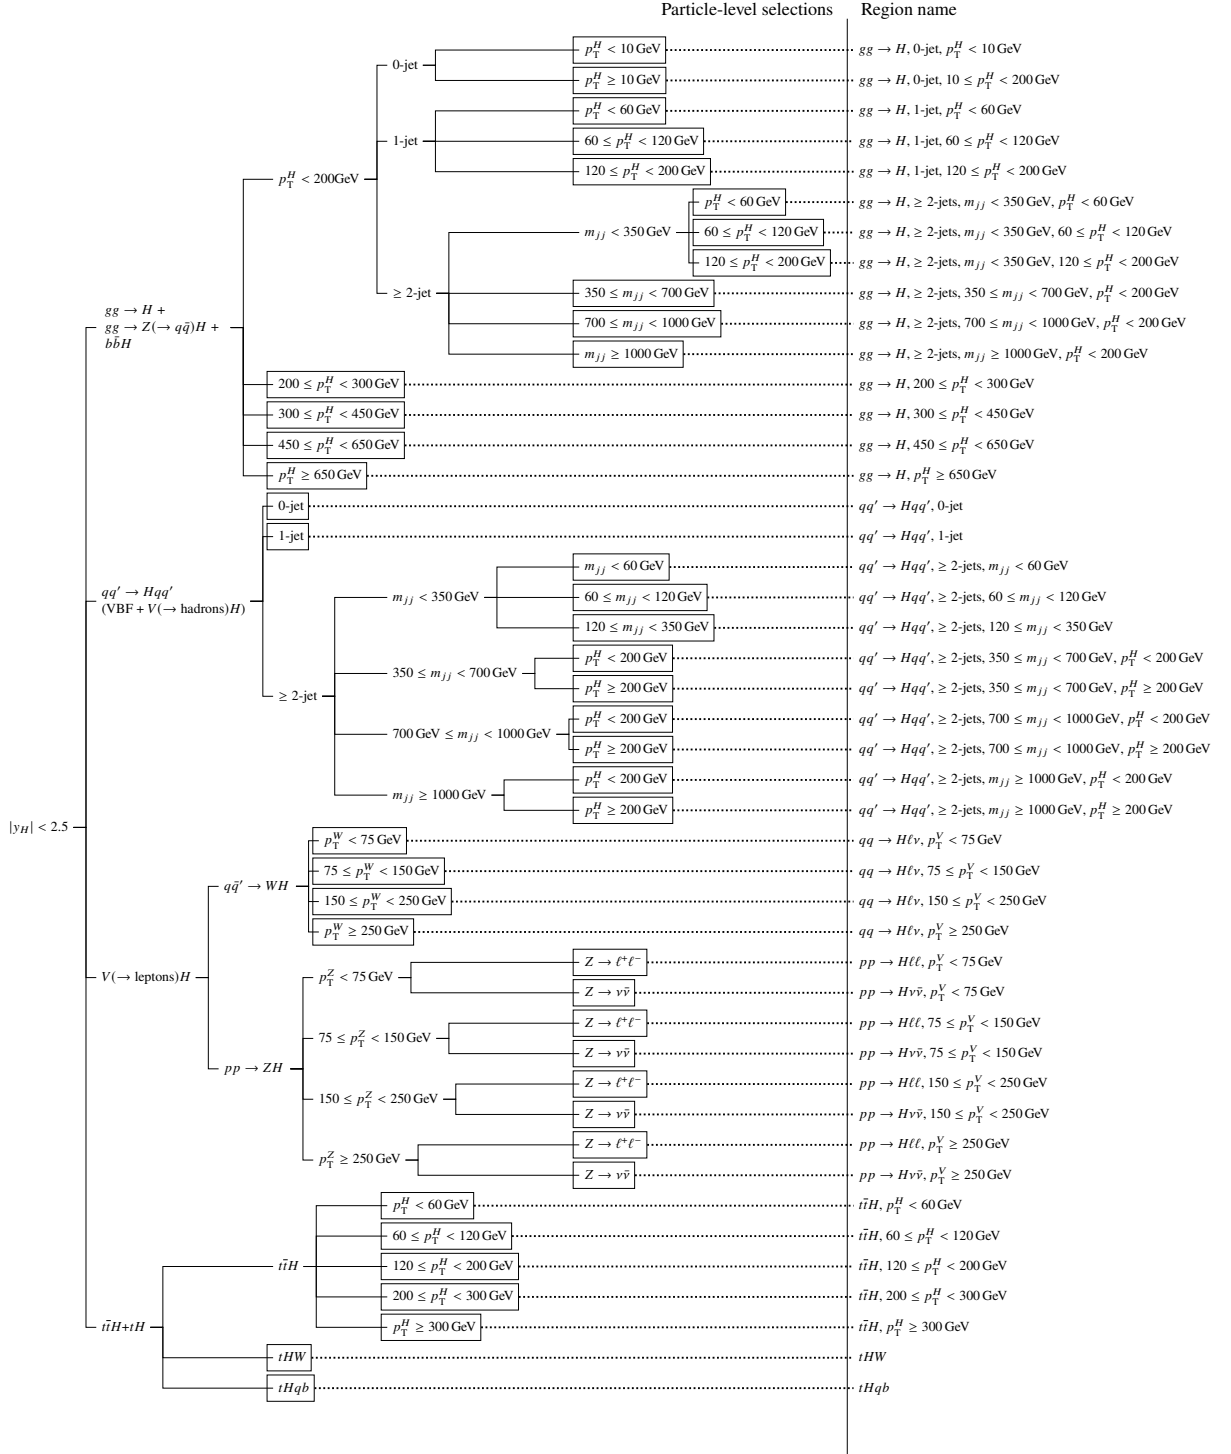 Particle-level selections Region name
p_T^H < 10 GeV gg → H, 0-jet, p_T^H < 10 GeV
0-jet
p_T^H ≥ 10 GeV gg → H, 0-jet, 10 ≤ p_T^H < 200 GeV
p_T^H < 60 GeV gg → H, 1-jet, p_T^H < 60 GeV
1-jet 60 ≤ p_T^H < 120 GeV gg → H, 1-jet, 60 ≤ p_T^H < 120 GeV
120 ≤ p_T^H < 200 GeV gg → H, 1-jet, 120 ≤ p_T^H < 200 GeV
p_T^H < 200GeV
p_T^H < 60 GeV gg → H, ≥ 2-jets, m_jj < 350 GeV, p_T^H < 60 GeV
m_jj < 350 GeV 60 ≤ p_T^H < 120 GeV gg → H, ≥ 2-jets, m_jj < 350 GeV, 60 ≤ p_T^H < 120 GeV
120 ≤ p_T^H < 200 GeV gg → H, ≥ 2-jets, m_jj < 350 GeV, 120 ≤ p_T^H < 200 GeV
≥ 2-jet 350 ≤ m_jj < 700 GeV gg → H, ≥ 2-jets, 350 ≤ m_jj < 700 GeV, p_T^H < 200 GeV
gg → H +
gg → Z(→ qq̄)H +
bb̄H
700 ≤ m_jj < 1000 GeV gg → H, ≥ 2-jets, 700 ≤ m_jj < 1000 GeV, p_T^H < 200 GeV
m_jj ≥ 1000 GeV gg → H, ≥ 2-jets, m_jj ≥ 1000 GeV, p_T^H < 200 GeV
200 ≤ p_T^H < 300 GeV gg → H, 200 ≤ p_T^H < 300 GeV
300 ≤ p_T^H < 450 GeV gg → H, 300 ≤ p_T^H < 450 GeV
450 ≤ p_T^H < 650 GeV gg → H, 450 ≤ p_T^H < 650 GeV
p_T^H ≥ 650 GeV gg → H, p_T^H ≥ 650 GeV
0-jet qq′ → Hqq′, 0-jet
1-jet qq′ → Hqq′, 1-jet
m_jj < 60 GeV qq′ → Hqq′, ≥ 2-jets, m_jj < 60 GeV
qq′ → Hqq′
(VBF + V(→ hadrons)H)
m_jj < 350 GeV 60 ≤ m_jj < 120 GeV qq′ → Hqq′, ≥ 2-jets, 60 ≤ m_jj < 120 GeV
120 ≤ m_jj < 350 GeV qq′ → Hqq′, ≥ 2-jets, 120 ≤ m_jj < 350 GeV
p_T^H < 200 GeV qq′ → Hqq′, ≥ 2-jets, 350 ≤ m_jj < 700 GeV, p_T^H < 200 GeV
350 ≤ m_jj < 700 GeV
p_T^H ≥ 200 GeV qq′ → Hqq′, ≥ 2-jets, 350 ≤ m_jj < 700 GeV, p_T^H ≥ 200 GeV
≥ 2-jet
p_T^H < 200 GeV qq′ → Hqq′, ≥ 2-jets, 700 ≤ m_jj < 1000 GeV, p_T^H < 200 GeV
700 GeV ≤ m_jj < 1000 GeV
p_T^H ≥ 200 GeV qq′ → Hqq′, ≥ 2-jets, 700 ≤ m_jj < 1000 GeV, p_T^H ≥ 200 GeV
p_T^H < 200 GeV qq′ → Hqq′, ≥ 2-jets, m_jj ≥ 1000 GeV, p_T^H < 200 GeV
m_jj ≥ 1000 GeV
p_T^H ≥ 200 GeV qq′ → Hqq′, ≥ 2-jets, m_jj ≥ 1000 GeV, p_T^H ≥ 200 GeV
|y_H| < 2.5
p_T^W < 75 GeV qq → Hℓν, p_T^V < 75 GeV
75 ≤ p_T^W < 150 GeV qq → Hℓν, 75 ≤ p_T^V < 150 GeV
qq̄′ → WH
150 ≤ p_T^W < 250 GeV qq → Hℓν, 150 ≤ p_T^V < 250 GeV
p_T^W ≥ 250 GeV qq → Hℓν, p_T^V ≥ 250 GeV
Z → ℓ⁺ℓ⁻ pp → Hℓℓ, p_T^V < 75 GeV
V(→ leptons)H p_T^Z < 75 GeV
Z → νν̄ pp → Hνν̄, p_T^V < 75 GeV
Z → ℓ⁺ℓ⁻ pp → Hℓℓ, 75 ≤ p_T^V < 150 GeV
75 ≤ p_T^Z < 150 GeV
Z → νν̄ pp → Hνν̄, 75 ≤ p_T^V < 150 GeV
pp → ZH
Z → ℓ⁺ℓ⁻ pp → Hℓℓ, 150 ≤ p_T^V < 250 GeV
150 ≤ p_T^Z < 250 GeV
Z → νν̄ pp → Hνν̄, 150 ≤ p_T^V < 250 GeV
Z → ℓ⁺ℓ⁻ pp → Hℓℓ, p_T^V ≥ 250 GeV
p_T^Z ≥ 250 GeV
Z → νν̄ pp → Hνν̄, p_T^V ≥ 250 GeV
p_T^H < 60 GeV tt̄H, p_T^H < 60 GeV
60 ≤ p_T^H < 120 GeV tt̄H, 60 ≤ p_T^H < 120 GeV
tt̄H 120 ≤ p_T^H < 200 GeV tt̄H, 120 ≤ p_T^H < 200 GeV
200 ≤ p_T^H < 300 GeV tt̄H, 200 ≤ p_T^H < 300 GeV
tt̄H+tH p_T^H ≥ 300 GeV tt̄H, p_T^H ≥ 300 GeV
tHW tHW
tHqb tHqb